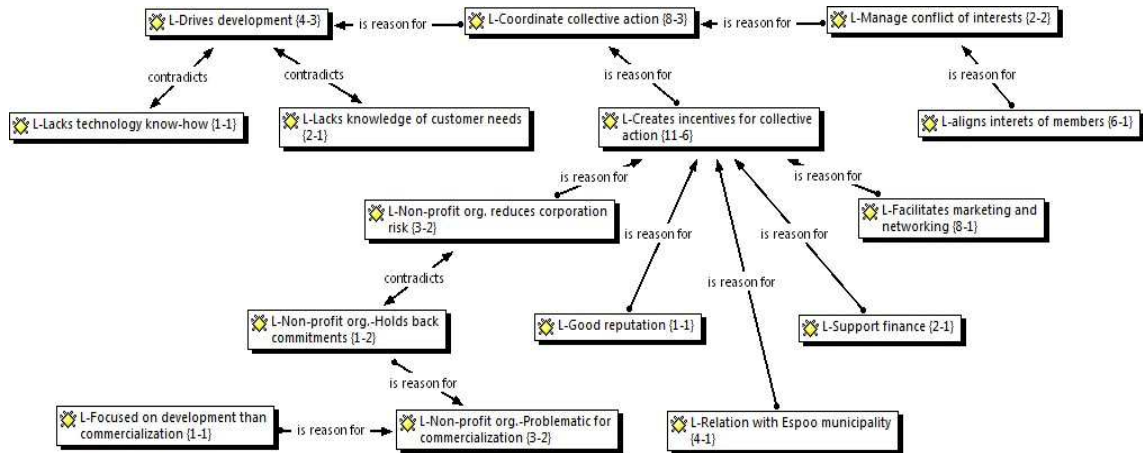 L-Drives development {4-3}
is reason for
L-Coordinate collective action {8-3}
is reason for
L-Manage conflict of interests {2-2}
contradicts
contradicts
is reason for
is reason for
L-Lacks technology know-how {1-1}
L-Lacks knowledge of customer needs
{2-1}
L-Creates incentives for collective
action {11-6}
L-aligns interets of members {6-1}
is reason for
is reason for
L-Non-profit org. reduces corporation
risk {3-2}
L-Facilitates marketing and
networking {8-1}
is reason for
is reason for
contradicts
is reason for
L-Non-profit org.-Holds back
commitments {1-2}
L-Good reputation {1-1}
L-Support finance {2-1}
is reason for
L-Focused on development than
commercialization {1-1}
is reason for
L-Non-profit org.-Problematic for
commercialization {3-2}
L-Relation with Espoo municipality
{4-1}